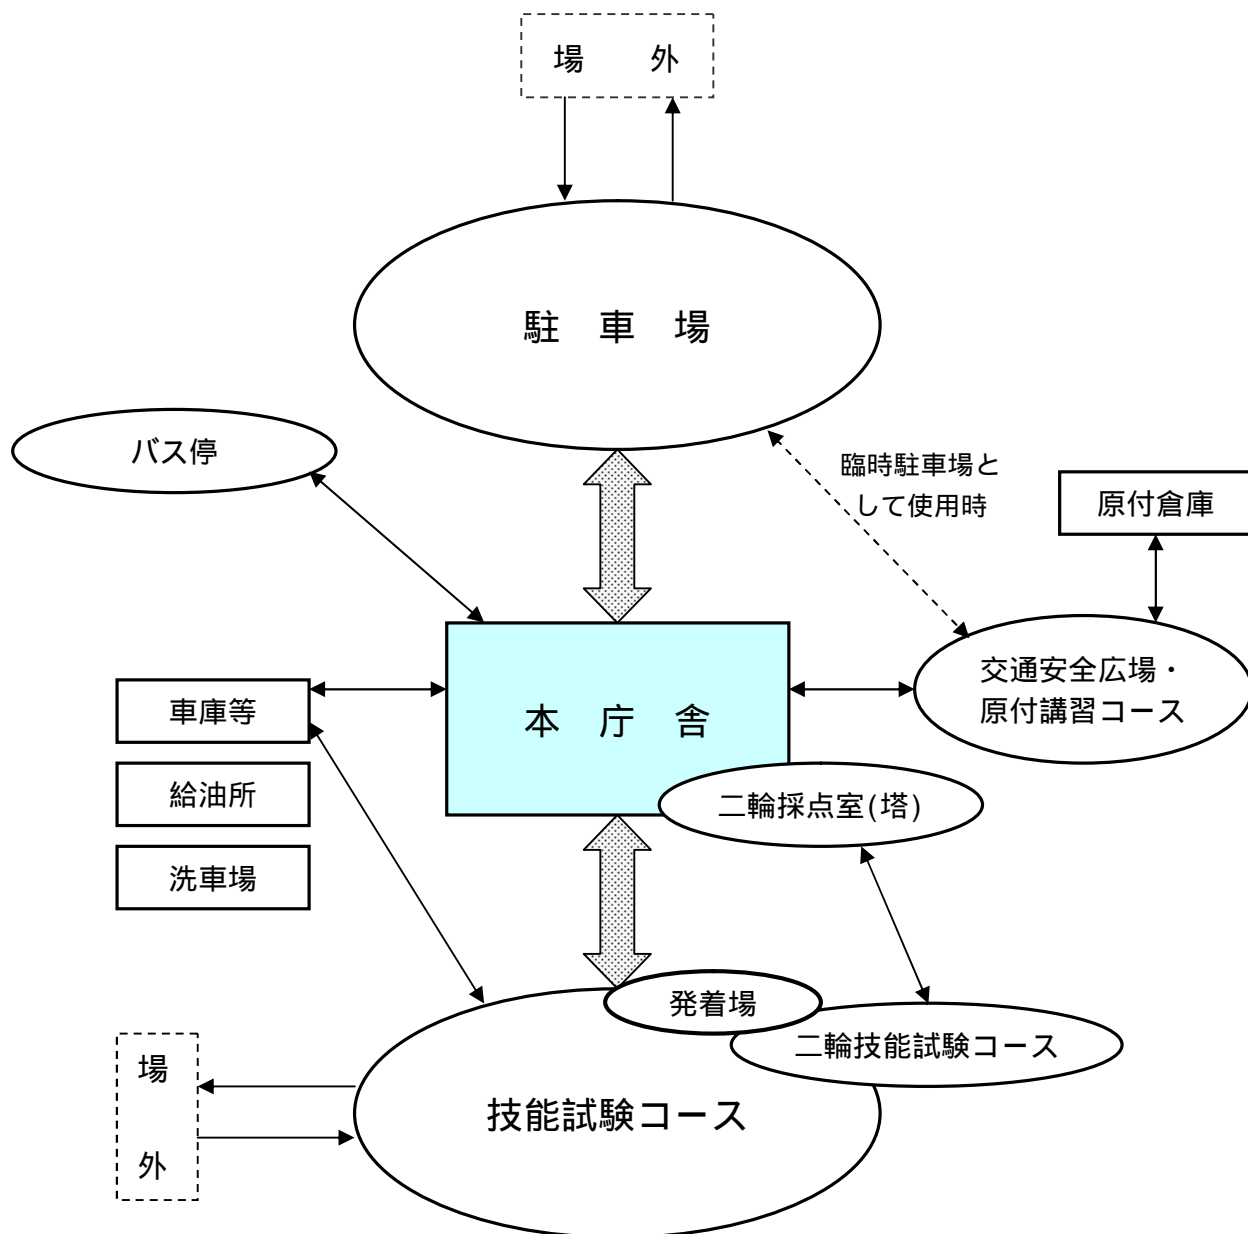 場　外
駐　車　場
バス停
臨時駐車場と
して使用時
原付倉庫
交通安全広場・
原付講習コース
車庫等
本　庁　舎
給油所
二輪採点室(塔)
洗車場
発着場
二輪技能試験コース
場
外
技能試験コース